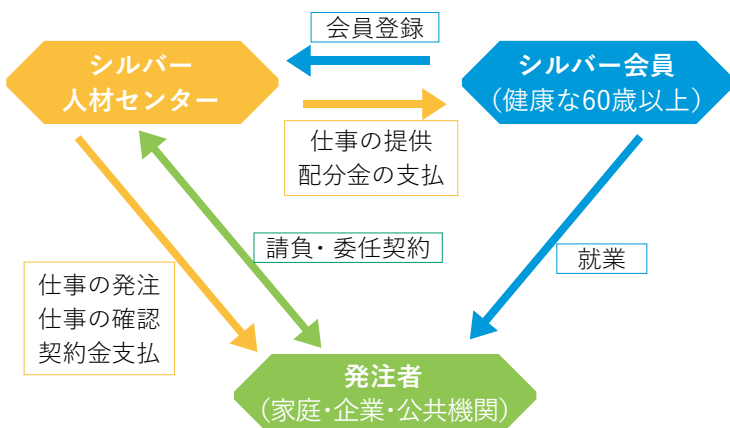 会員登録
シルバー
人材センター
シルバー会員
（健康な60歳以上）
仕事の提供
配分金の支払
請負・委任契約
就業
仕事の発注
仕事の確認
契約金支払
発注者
（家庭・企業・公共機関）